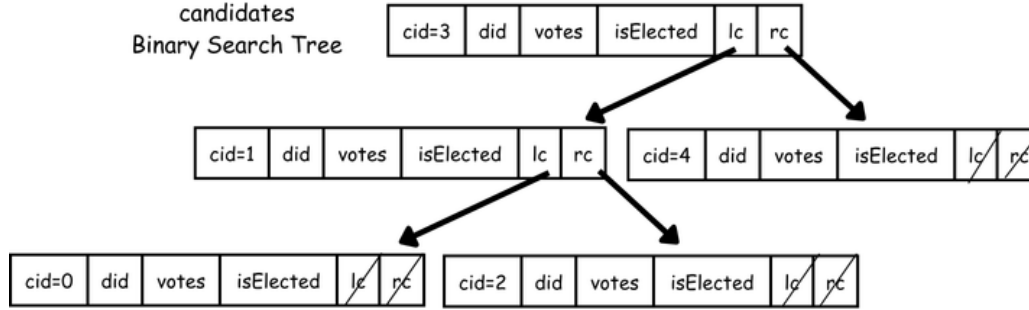 candidates
Binary Search Tree
cid=3 did votes isElected lc rc
cid=1 did votes isElected lc rc
cid=4 did votes isElected lc rc
cid=0 did votes isElected lc rc
cid=2 did votes isElected lc rc